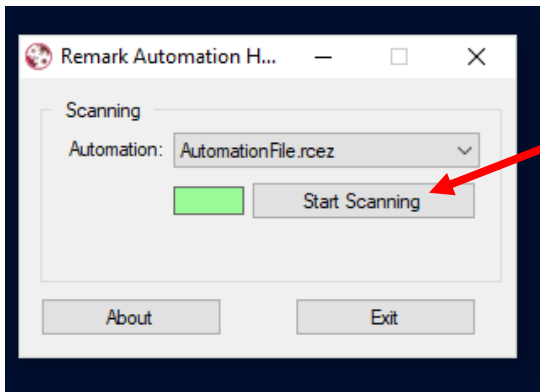 Remark Automation H...
Scanning
Automation: AutomationFile.rcez
Start Scanning
About Exit